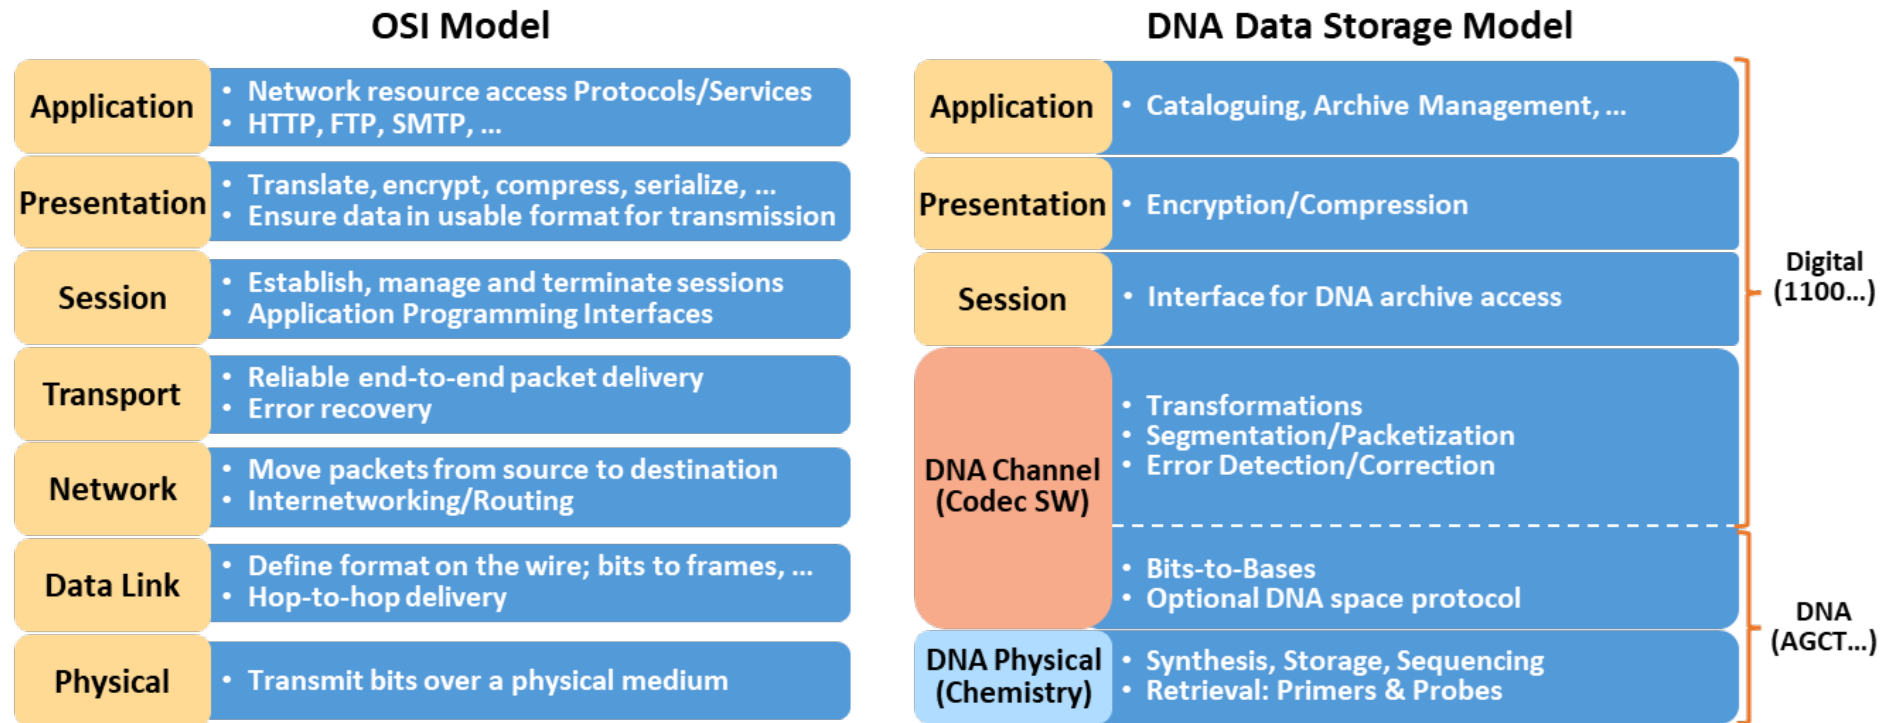 OSI Model
Application
• Network resource access Protocols/Services
• HTTP, FTP, SMTP, ...
Presentation
• Translate, encrypt, compress, serialize, ...
• Ensure data in usable format for transmission
Session
• Establish, manage and terminate sessions
• Application Programming Interfaces
Transport
• Reliable end-to-end packet delivery
• Error recovery
Network
• Move packets from source to destination
• Internetworking/Routing
Data Link
• Define format on the wire; bits to frames, ...
• Hop-to-hop delivery
Physical
• Transmit bits over a physical medium
DNA Data Storage Model
Application
• Cataloguing, Archive Management, ...
Presentation
• Encryption/Compression
Session
• Interface for DNA archive access
DNA Channel
(Codec SW)
• Transformations
• Segmentation/Packetization
• Error Detection/Correction
• Bits-to-Bases
• Optional DNA space protocol
DNA Physical
(Chemistry)
• Synthesis, Storage, Sequencing
• Retrieval: Primers & Probes
Digital
(1100...)
DNA
(AGCT...)